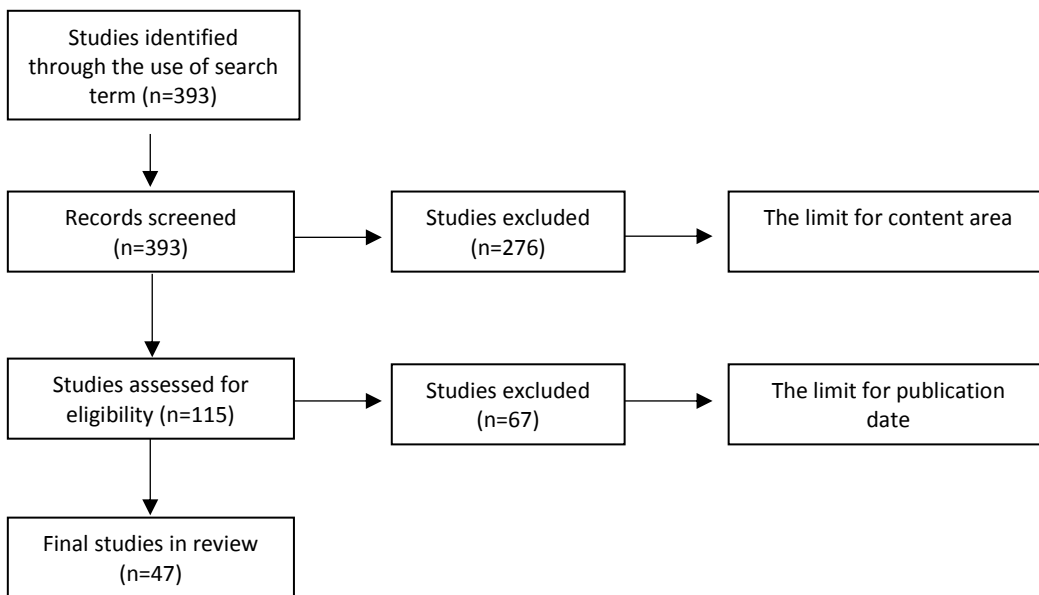 Studies identified
through the use of search
term (n=393)
Records screened
(n=393)
Studies excluded
(n=276)
The limit for content area
Studies assessed for
eligibility (n=115)
Studies excluded
(n=67)
The limit for publication
date
Final studies in review
(n=47)